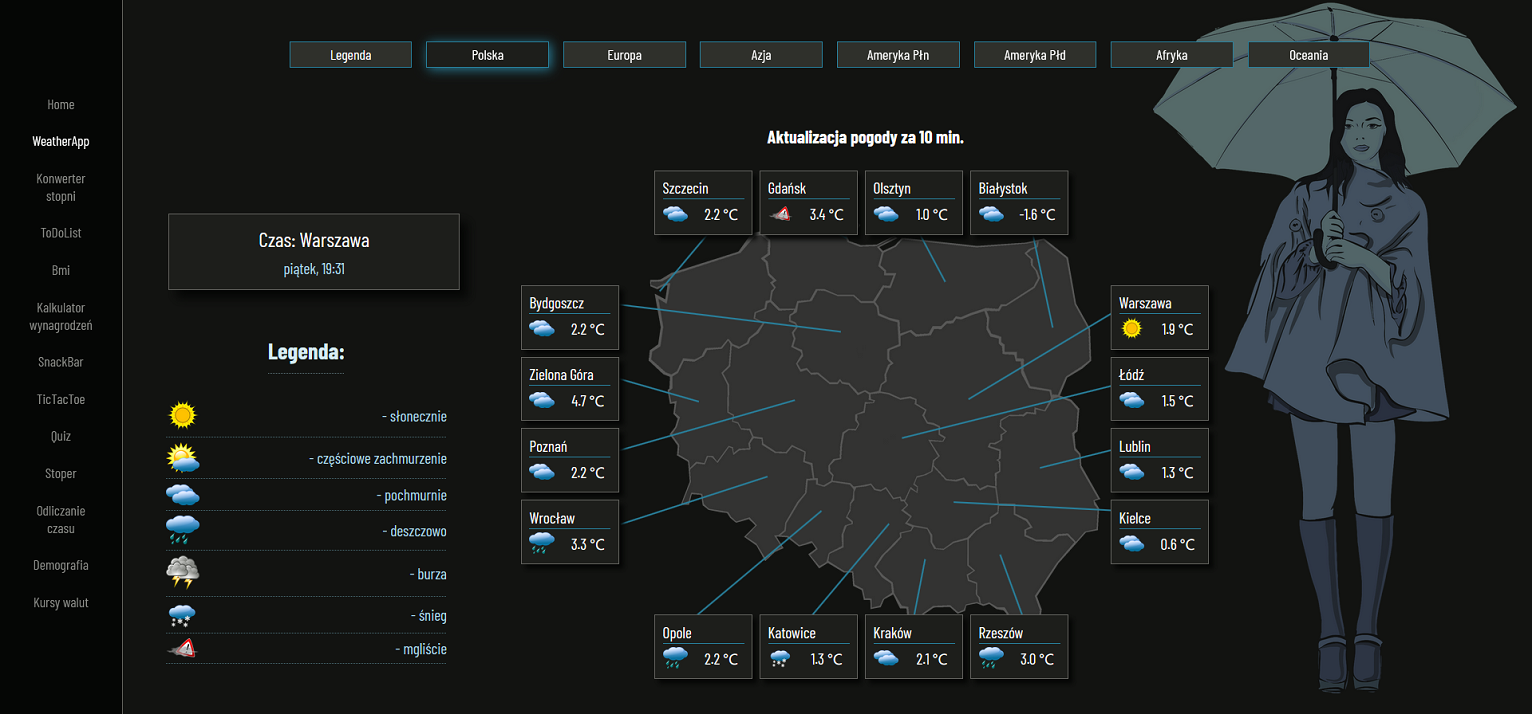 Home
WeatherApp
Konwerter
stopni
ToDoList
Bmi
Kalkulator
wynagrodzeń
SnackBar
TicTacToe
Quiz
Stoper
Odliczanie
czasu
Demografia
Kursy walut
Legenda
Polska
Europa
Azja
Ameryka Płn
Ameryka Płd
Afryka
Oceania
Aktualizacja pogody za 10 min.
Czas: Warszawa
piątek, 19:31
Legenda:
- słonecznie
- częściowe zachmurzenie
- pochmurnie
- deszczowo
- burza
- śnieg
- mgliście
Szczecin
2.2 °C
Gdańsk
3.4 °C
Olsztyn
1.0 °C
Białystok
-1.6 °C
Bydgoszcz
2.2 °C
Zielona Góra
4.7 °C
Poznań
2.2 °C
Wrocław
3.3 °C
Warszawa
1.9 °C
Łódź
1.5 °C
Lublin
1.3 °C
Kielce
0.6 °C
Opole
2.2 °C
Katowice
1.3 °C
Kraków
2.1 °C
Rzeszów
3.0 °C